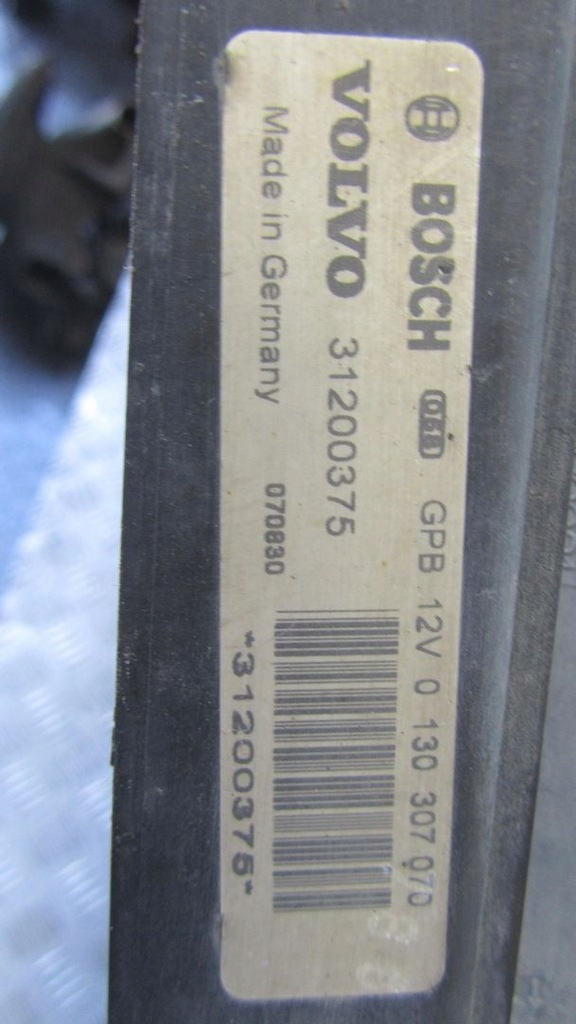 BOSCH GPB 12V 0 130 307 070
VOLVO 31200375
Made in Germany 070830
*31200375*